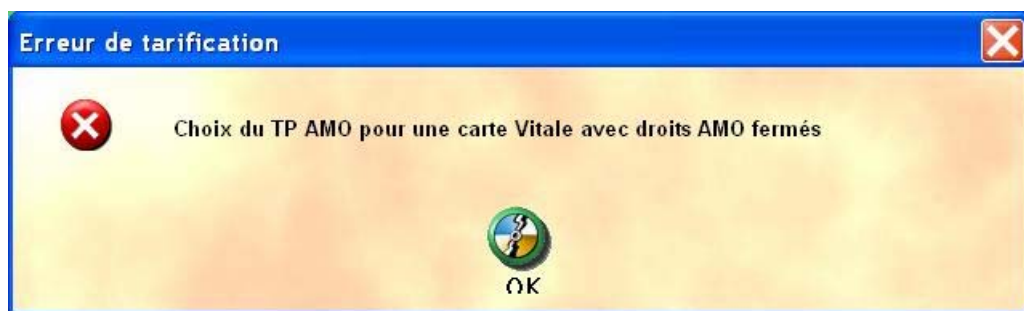 Erreur de tarification
Choix du TP AMO pour une carte Vitale avec droits AMO fermés
OK